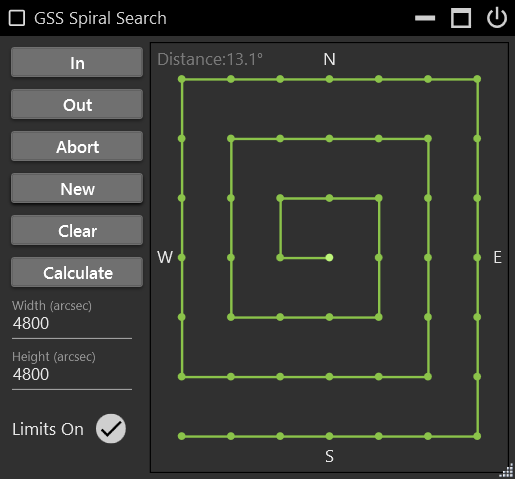 GSS Spiral Search
In
Out
Abort
New
Clear
Calculate
Width (arcsec)
4800
Height (arcsec)
4800
Limits On
Distance:13.1°
N
W
E
S